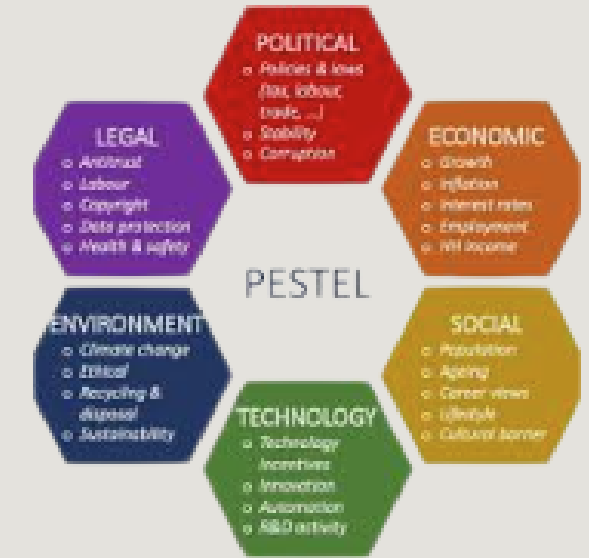 POLITICAL
o Policies & laws
(tax, labour,
trade, ...)
o Stability
o Corruption
LEGAL
o Antitrust
o Labour
o Copyright
o Data protection
o Health & safety
ECONOMIC
o Growth
o Inflation
o Interest rates
o Employment
o HH income
PESTEL
ENVIRONMENT
o Climate change
o Ethical
o Recycling &
disposal
o Sustainability
SOCIAL
o Population
o Ageing
o Career views
o Lifestyle
o Cultural barrier
TECHNOLOGY
o Technology
incentives
o Innovation
o Automation
o R&D activity